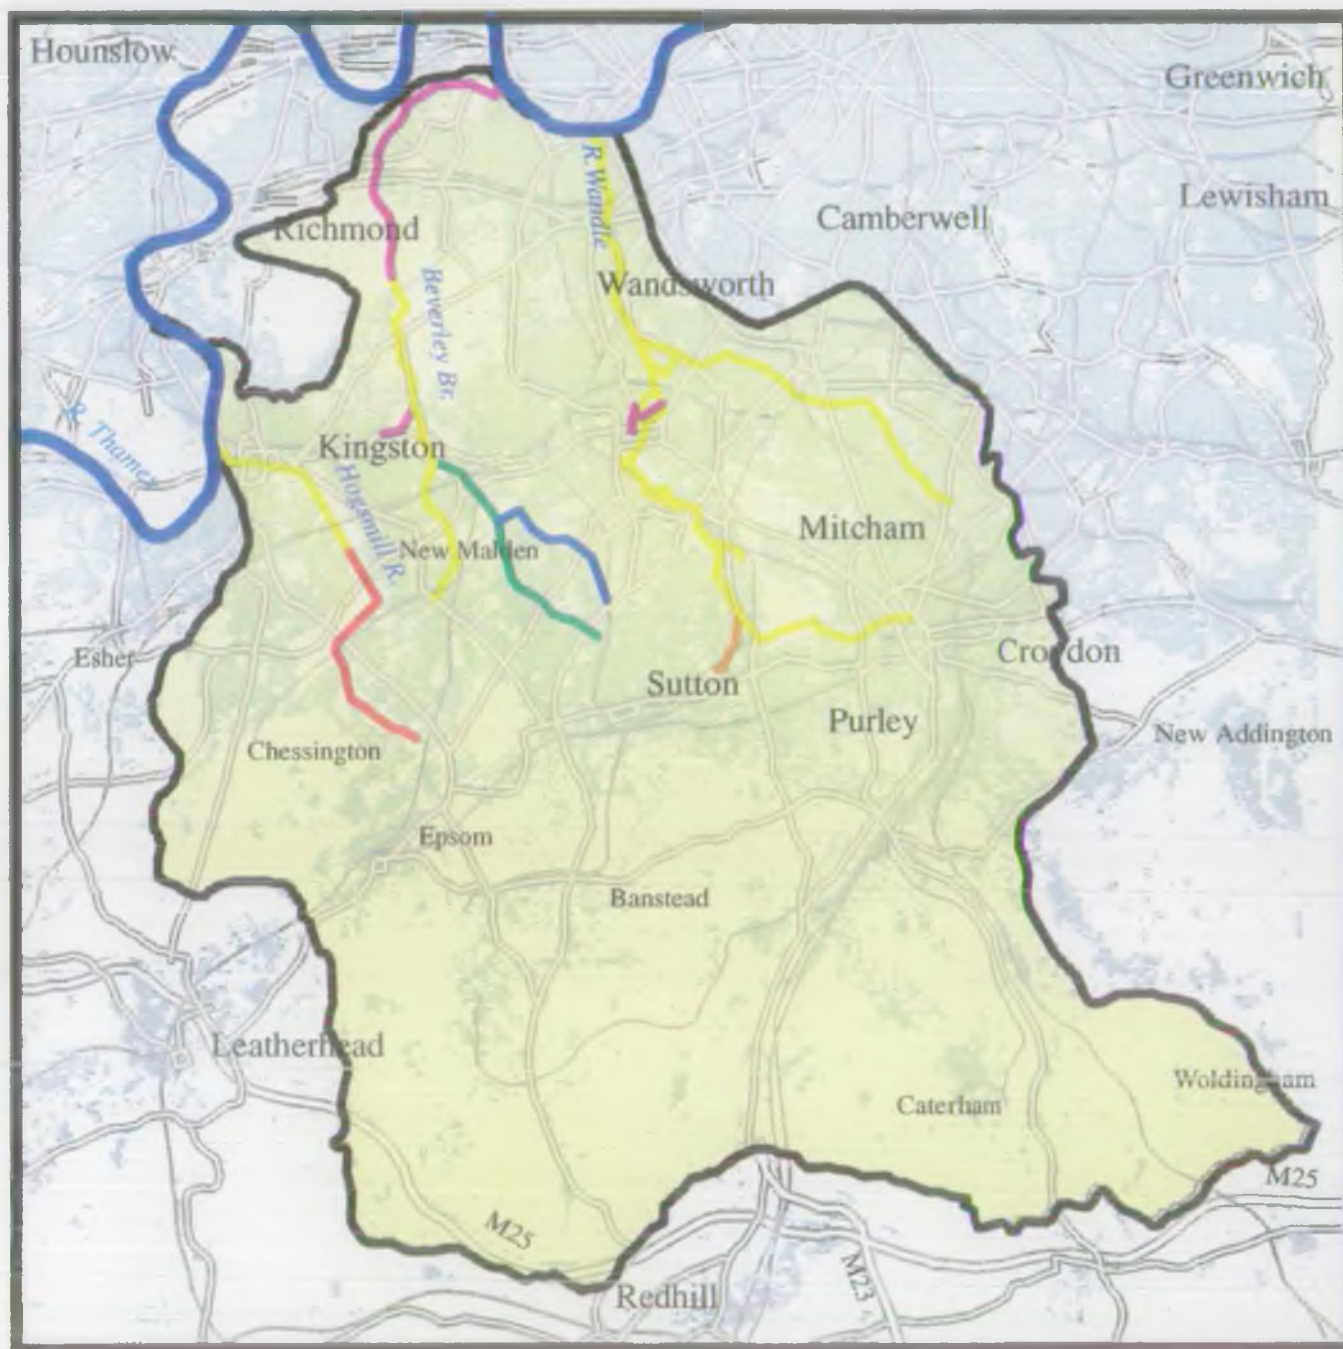 Hounslow
Greenwich
Lewisham
R. Wandle
Camberwell
Richmond
Wandsworth
Beverley Br.
R. Thames
Kingston
Hogsmill R.
Mitcham
New Malden
Esher
Croydon
Sutton
Purley
New Addington
Chessington
Epsom
Banstead
Leatherhead
Woldingham
Caterham
M25
M25
M23
Redhill